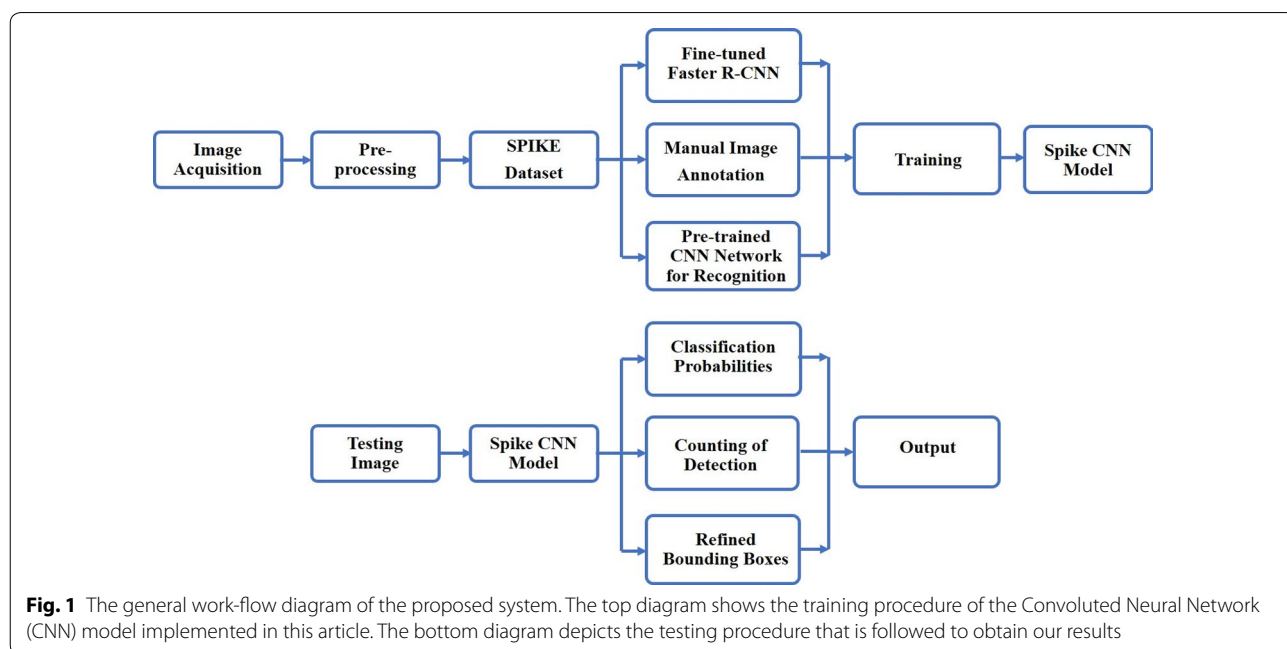 Fine-tuned
Faster R-CNN
Image
Acquisition
Pre-
processing
SPIKE
Dataset
Manual Image
Annotation
Training
Spike CNN
Model
Pre-trained
CNN Network
for Recognition
Classification
Probabilities
Testing
Image
Spike CNN
Model
Counting of
Detection
Output
Refined
Bounding Boxes
Fig. 1 The general work-flow diagram of the proposed system. The top diagram shows the training procedure of the Convoluted Neural Network
(CNN) model implemented in this article. The bottom diagram depicts the testing procedure that is followed to obtain our results